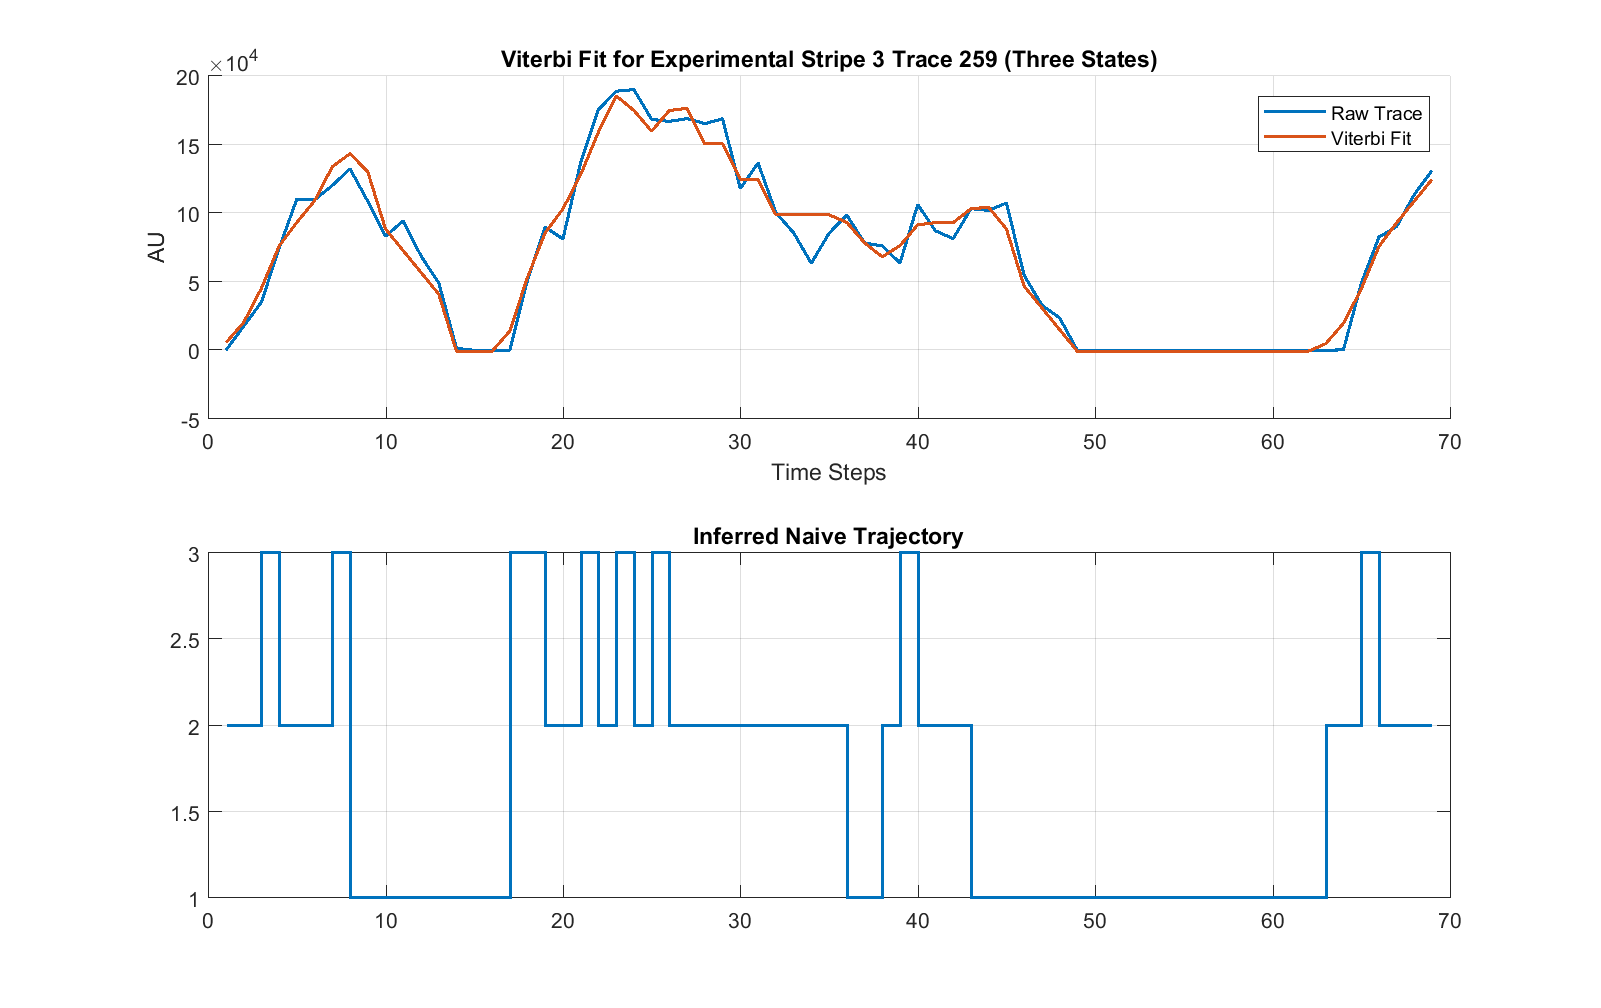 Viterbi Fit for Experimental Stripe 3 Trace 259 (Three States)
×10⁴
20
15
10
5
0
-5
AU
Raw Trace
Viterbi Fit
0 10 20 30 40 50 60 70
Time Steps
Inferred Naive Trajectory
3
2.5
2
1.5
1
0 10 20 30 40 50 60 70